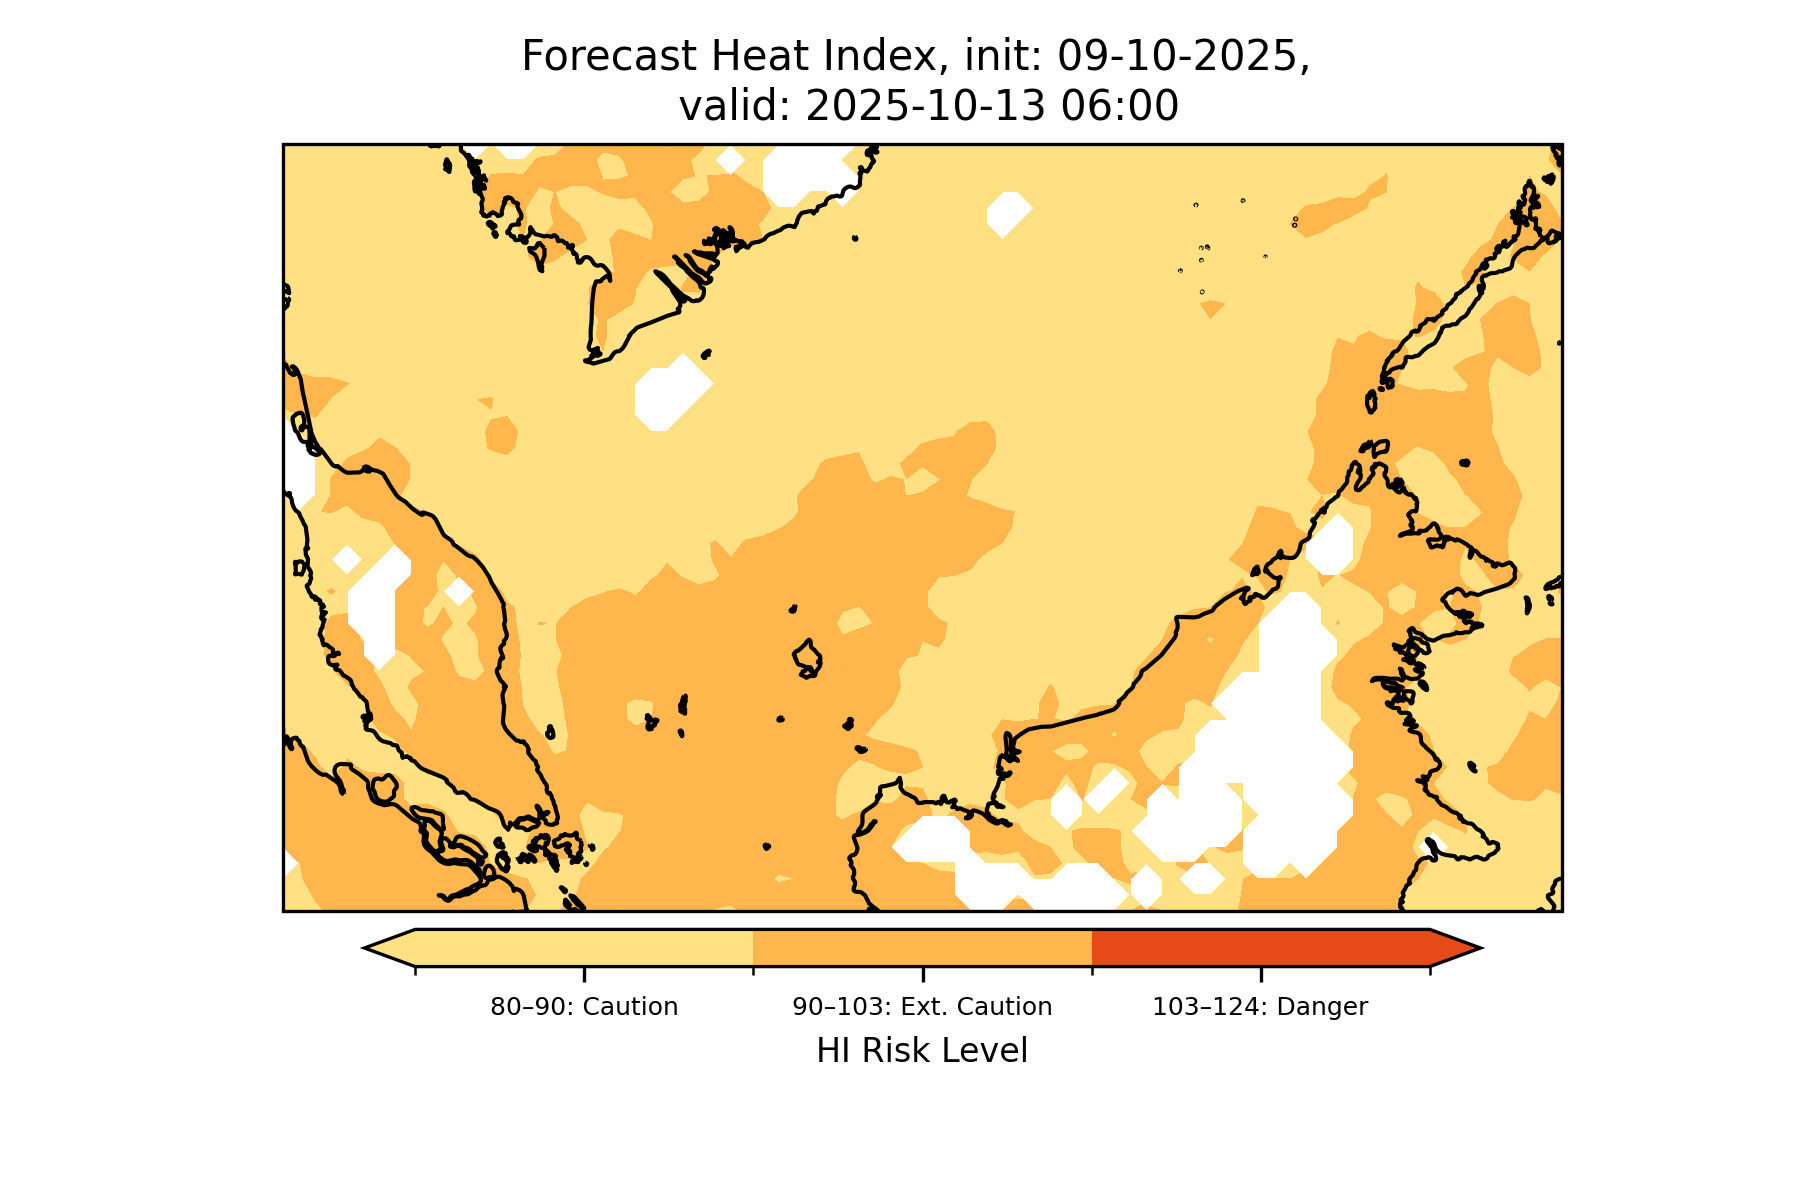 Forecast Heat Index, init: 09-10-2025,
valid: 2025-10-13 06:00
80–90: Caution
90–103: Ext. Caution
103–124: Danger
HI Risk Level